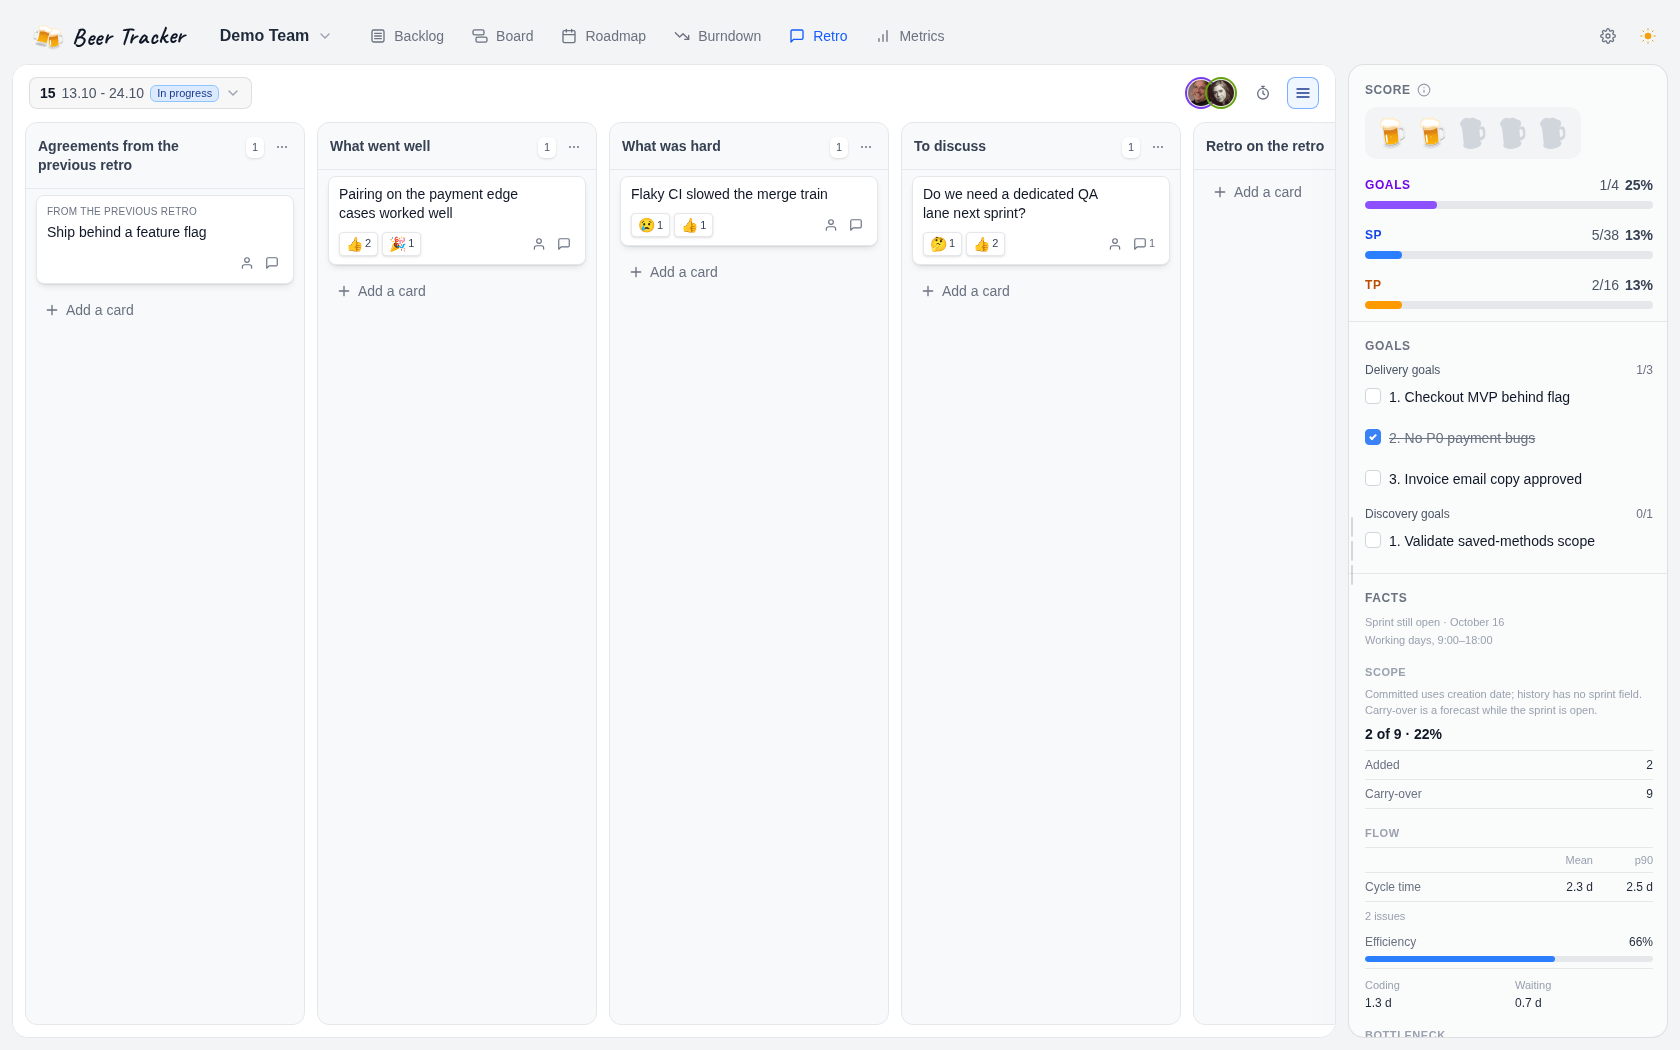 Beer Tracker
Demo Team
Backlog
Board
Roadmap
Burndown
Retro
Metrics
15 13.10 - 24.10 In progress
Agreements from the
previous retro
1
FROM THE PREVIOUS RETRO
Ship behind a feature flag
Add a card
What went well
1
Pairing on the payment edge
cases worked well
2
1
Add a card
What was hard
1
Flaky CI slowed the merge train
1
1
Add a card
To discuss
1
Do we need a dedicated QA
lane next sprint?
1
2
1
Add a card
Retro on the retro
Add a card
SCORE
GOALS 1/4 25%
SP 5/38 13%
TP 2/16 13%
GOALS
Delivery goals 1/3
1. Checkout MVP behind flag
2. No P0 payment bugs
3. Invoice email copy approved
Discovery goals 0/1
1. Validate saved-methods scope
FACTS
Sprint still open · October 16
Working days, 9:00–18:00
SCOPE
Committed uses creation date; history has no sprint field.
Carry-over is a forecast while the sprint is open.
2 of 9 · 22%
Added 2
Carry-over 9
FLOW
Mean p90
Cycle time 2.3 d 2.5 d
2 issues
Efficiency 66%
Coding Waiting
1.3 d 0.7 d
BOTTLENECK